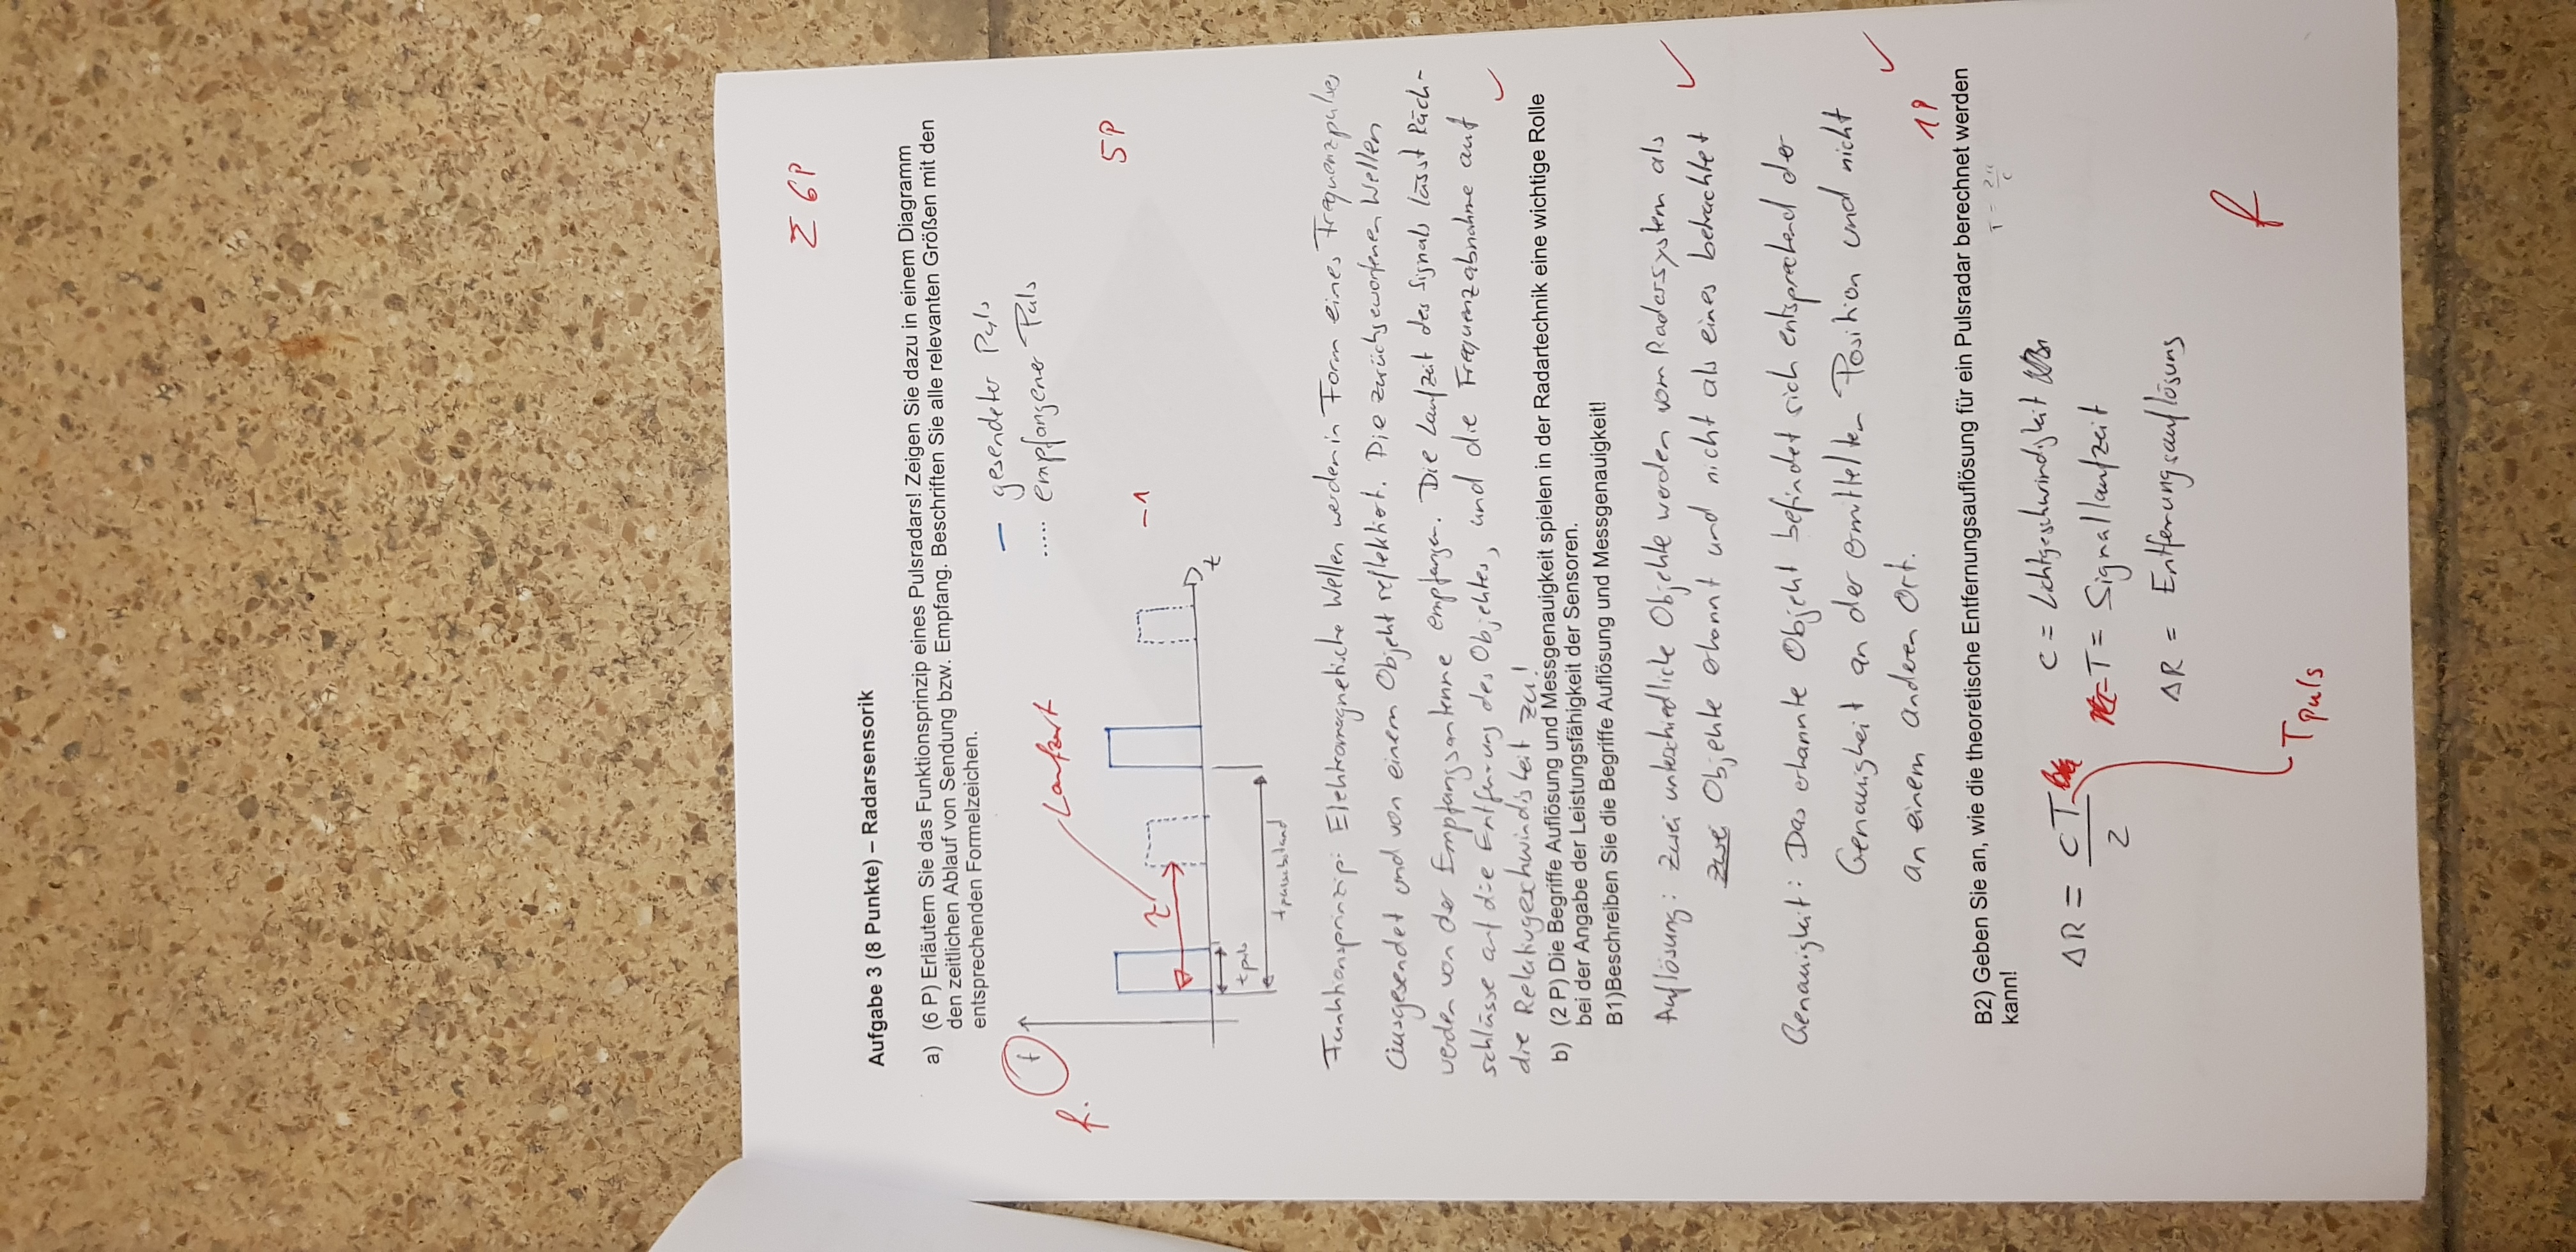 Σ 6P
Aufgabe 3 (8 Punkte) – Radarsensorik
a) (6 P) Erläutern Sie das Funktionsprinzip eines Pulsradars! Zeigen Sie dazu in einem Diagramm
den zeitlichen Ablauf von Sendung bzw. Empfang. Beschriften Sie alle relevanten Größen mit den
entsprechenden Formelzeichen.
— gesendeter Puls
..... empfangener Puls
f
f.
Laufzeit
5P
τ
-1
t
t puls
t pulsabstand
Funktionsprinzip: Elektromagnetische Wellen werden in Form eines Frequenzpulses
ausgesendet und von einem Objekt reflektiert. Die zurückgeworfenen Wellen
werden von der Empfangsantenne empfangen. Die Laufzeit des Signals lässt Rück-
schlüsse auf die Entfernung des Objektes, und die Frequenzabnahme auf
die Relativgeschwindigkeit zu!
b) (2 P) Die Begriffe Auflösung und Messgenauigkeit spielen in der Radartechnik eine wichtige Rolle
bei der Angabe der Leistungsfähigkeit der Sensoren.
B1)Beschreiben Sie die Begriffe Auflösung und Messgenauigkeit!
Auflösung: Zwei unterschiedliche Objekte werden vom Radarsystem als
zwei Objekte erkannt und nicht als eines betrachtet
Genauigkeit: Das erkannte Objekt befindet sich entsprechend der
Genauigkeit an der ermittelten Position und nicht
an einem anderen Ort.
1P
B2) Geben Sie an, wie die theoretische Entfernungsauflösung für ein Pulsradar berechnet werden
kann!
ΔR = cT/2
c = Lichtgeschwindigkeit
T = Signallaufzeit
ΔR = Entfernungsauflösung
f
T puls